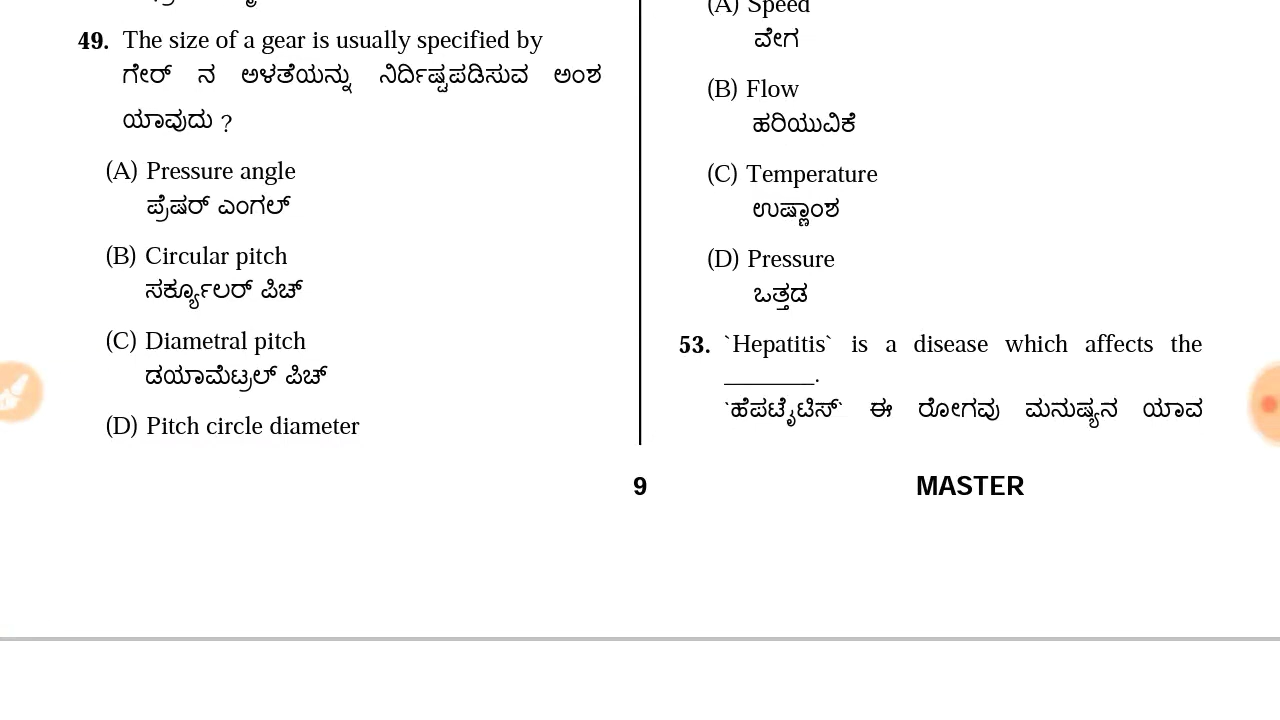 49. The size of a gear is usually specified by
ಗೇರ್ ನ ಅಳತೆಯನ್ನು ನಿರ್ದಿಷ್ಟಪಡಿಸುವ ಅಂಶ
ಯಾವುದು ?
(A) Pressure angle
ಪ್ರೆಷರ್ ಎಂಗಲ್
(B) Circular pitch
ಸರ್ಕ್ಯೂಲರ್ ಪಿಚ್
(C) Diametral pitch
ಡಯಾಮೆಟ್ರಲ್ ಪಿಚ್
(D) Pitch circle diameter
(A) Speed
ವೇಗ
(B) Flow
ಹರಿಯುವಿಕೆ
(C) Temperature
ಉಷ್ಣಾಂಶ
(D) Pressure
ಒತ್ತಡ
53. `Hepatitis` is a disease which affects the
_______.
`ಹೆಪಟೈಟಿಸ್` ಈ ರೋಗವು ಮನುಷ್ಯನ ಯಾವ
9 MASTER